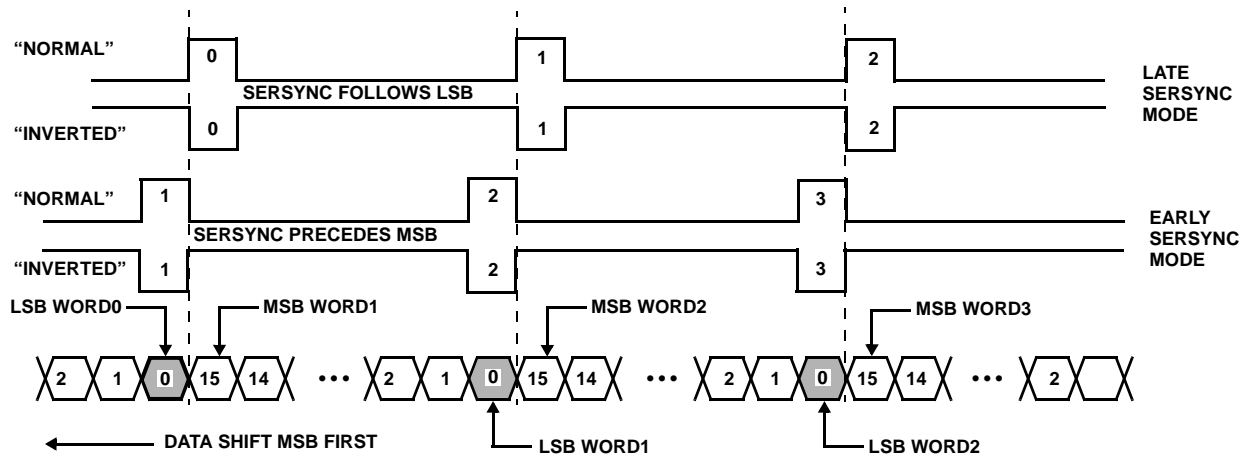 “NORMAL” 0 1 2
SERSYNC FOLLOWS LSB
“INVERTED” 0 1 2
LATE
SERSYNC
MODE
“NORMAL” 1 2 3
SERSYNC PRECEDES MSB
“INVERTED” 1 2 3
EARLY
SERSYNC
MODE
LSB WORD0 MSB WORD1 MSB WORD2 MSB WORD3
2 1 0 15 14 ••• 2 1 0 15 14 ••• 2 1 0 15 14 ••• 2
DATA SHIFT MSB FIRST LSB WORD1 LSB WORD2